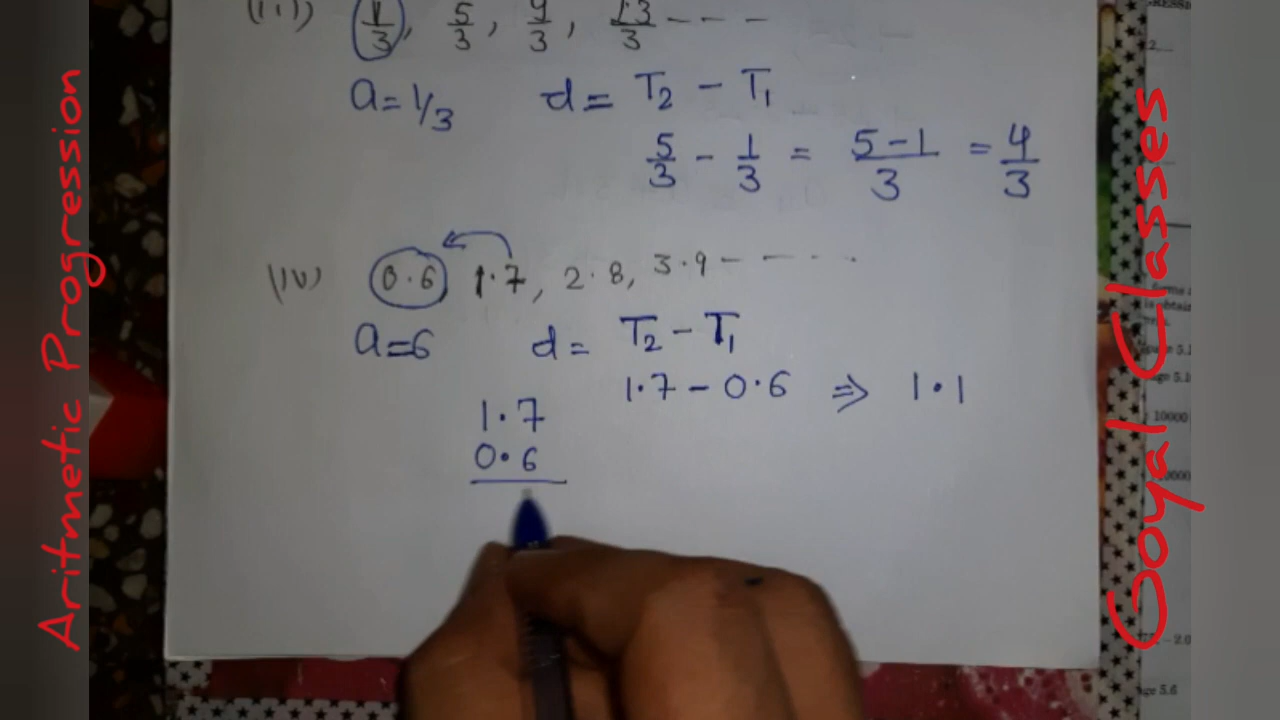 Aritmetic Progression
Goyal Classes
(iii) 1/3, 5/3, 9/3, 13/3 - - -
a = 1/3 d = T₂ - T₁
5/3 - 1/3 = (5-1)/3 = 4/3
(iv) 0.6 1.7, 2.8, 3.9 - - - . .
a = 6 d = T₂ - T₁
1.7 - 0.6 ⇒ 1.1
1.7
0.6
10000